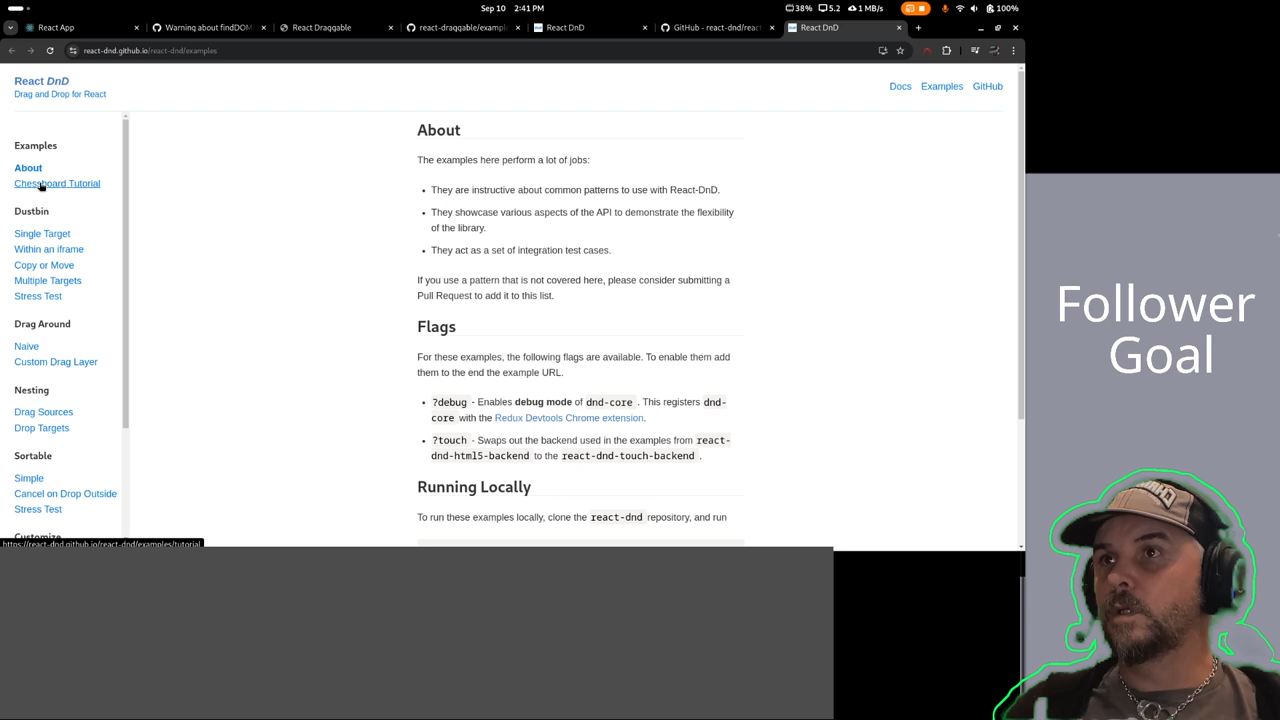 Sep 10 2:41 PM
38% 5.2 1 MB/s 100%
React App
Warning about findDOM
React Draggable
react-draggable/example
React DnD
GitHub - react-dnd/react
React DnD
react-dnd.github.io/react-dnd/examples
React DnD
Drag and Drop for React
Docs Examples GitHub
Examples
About
Chessboard Tutorial
Dustbin
Single Target
Within an iframe
Copy or Move
Multiple Targets
Stress Test
Drag Around
Naive
Custom Drag Layer
Nesting
Drag Sources
Drop Targets
Sortable
Simple
Cancel on Drop Outside
Stress Test
Customize
https://react-dnd.github.io/react-dnd/examples/tutorial
About
The examples here perform a lot of jobs:
• They are instructive about common patterns to use with React-DnD.
• They showcase various aspects of the API to demonstrate the flexibility
of the library.
• They act as a set of integration test cases.
If you use a pattern that is not covered here, please consider submitting a
Pull Request to add it to this list.
Flags
For these examples, the following flags are available. To enable them add
them to the end the example URL.
• ?debug - Enables debug mode of dnd-core . This registers dnd-
core with the Redux Devtools Chrome extension.
• ?touch - Swaps out the backend used in the examples from react-
dnd-html5-backend to the react-dnd-touch-backend .
Running Locally
To run these examples locally, clone the react-dnd repository, and run
Follower
Goal